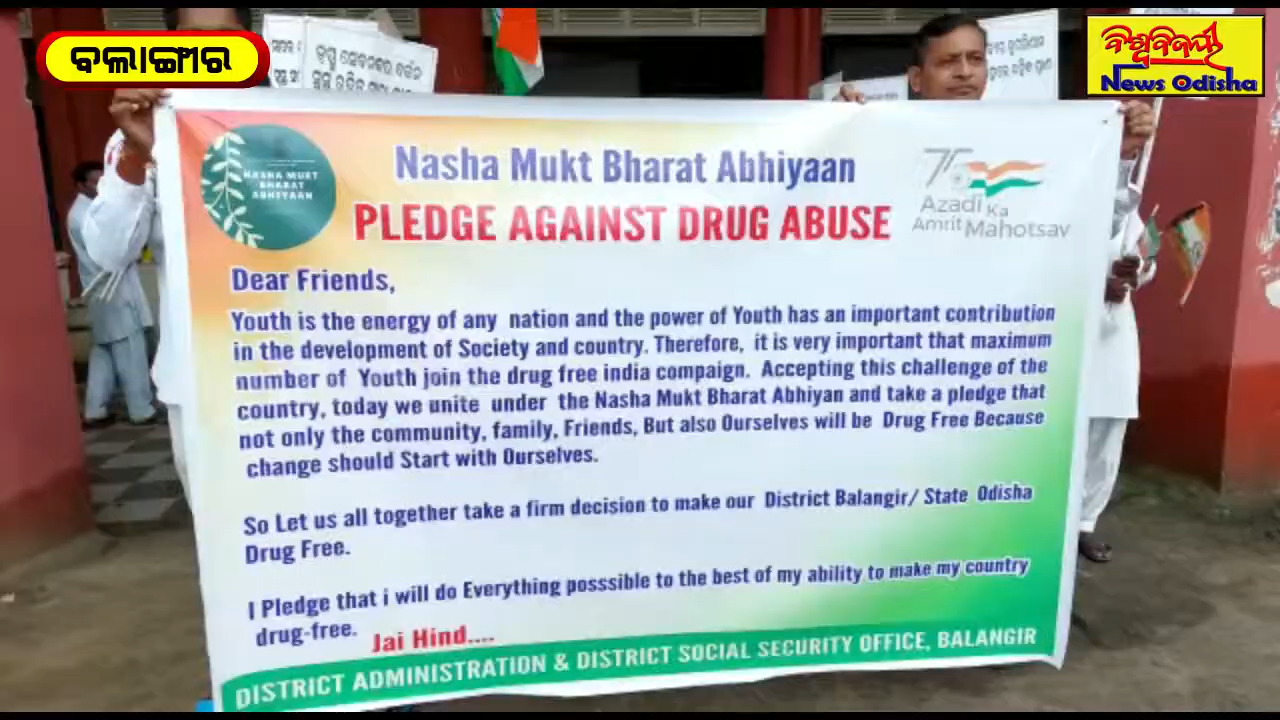 ବଲାଙ୍ଗୀର
ବିଶ୍ୱବିଜୟୀ
News Odisha
NASHA MUKT
BHARAT
ABHIYAAN
Nasha Mukt Bharat Abhiyaan
PLEDGE AGAINST DRUG ABUSE
75
Azadi Ka
Amrit Mahotsav
Dear Friends,
Youth is the energy of any nation and the power of Youth has an important contribution
in the development of Society and country. Therefore, it is very important that maximum
number of Youth join the drug free india compaign. Accepting this challenge of the
country, today we unite under the Nasha Mukt Bharat Abhiyan and take a pledge that
not only the community, family, Friends, But also Ourselves will be Drug Free Because
change should Start with Ourselves.
So Let us all together take a firm decision to make our District Balangir/ State Odisha
Drug Free.
I Pledge that i will do Everything posssible to the best of my ability to make my country
drug-free.
Jai Hind....
DISTRICT ADMINISTRATION & DISTRICT SOCIAL SECURITY OFFICE, BALANGIR